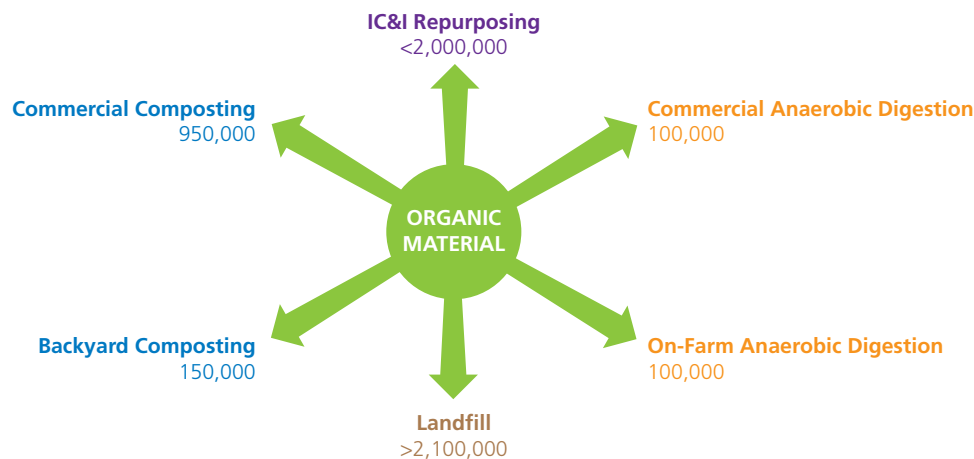 IC&I Repurposing
<2,000,000
Commercial Composting
950,000
Commercial Anaerobic Digestion
100,000
ORGANIC
MATERIAL
Backyard Composting
150,000
On-Farm Anaerobic Digestion
100,000
Landfill
>2,100,000